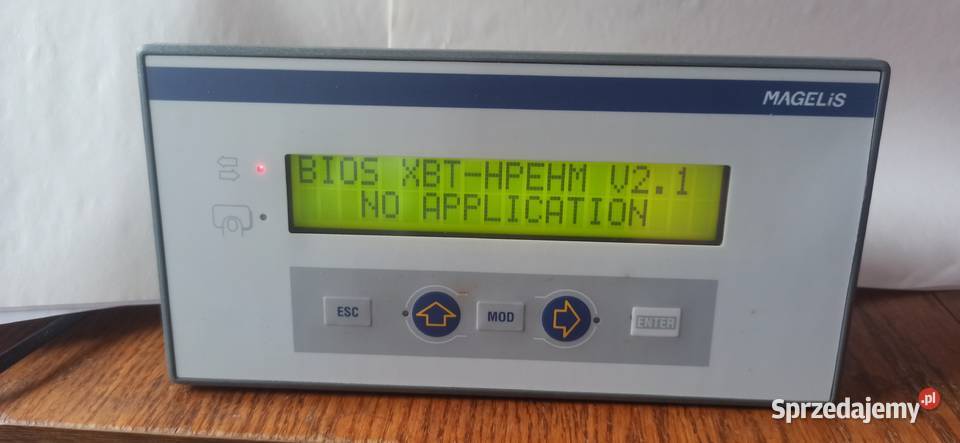 MAGELiS
BIOS XBT-HPEHM V2.1
NO APPLICATION
ESC
MOD
ENTER
Sprzedajemy.pl